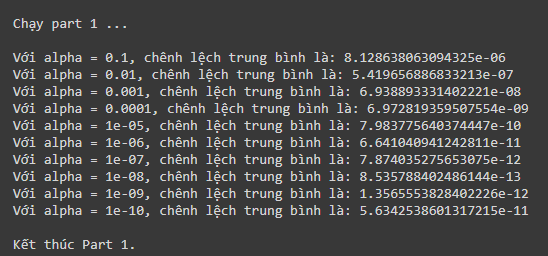 Chạy part 1 ...
Với alpha = 0.1, chênh lệch trung bình là: 8.128638063094325e-06
Với alpha = 0.01, chênh lệch trung bình là: 5.419656886833213e-07
Với alpha = 0.001, chênh lệch trung bình là: 6.938893331402221e-08
Với alpha = 0.0001, chênh lệch trung bình là: 6.972819359507554e-09
Với alpha = 1e-05, chênh lệch trung bình là: 7.983775640374447e-10
Với alpha = 1e-06, chênh lệch trung bình là: 6.641040941242811e-11
Với alpha = 1e-07, chênh lệch trung bình là: 7.874035275653075e-12
Với alpha = 1e-08, chênh lệch trung bình là: 8.535788402486144e-13
Với alpha = 1e-09, chênh lệch trung bình là: 1.3565553828402226e-12
Với alpha = 1e-10, chênh lệch trung bình là: 5.6342538601317215e-11
Kết thúc Part 1.